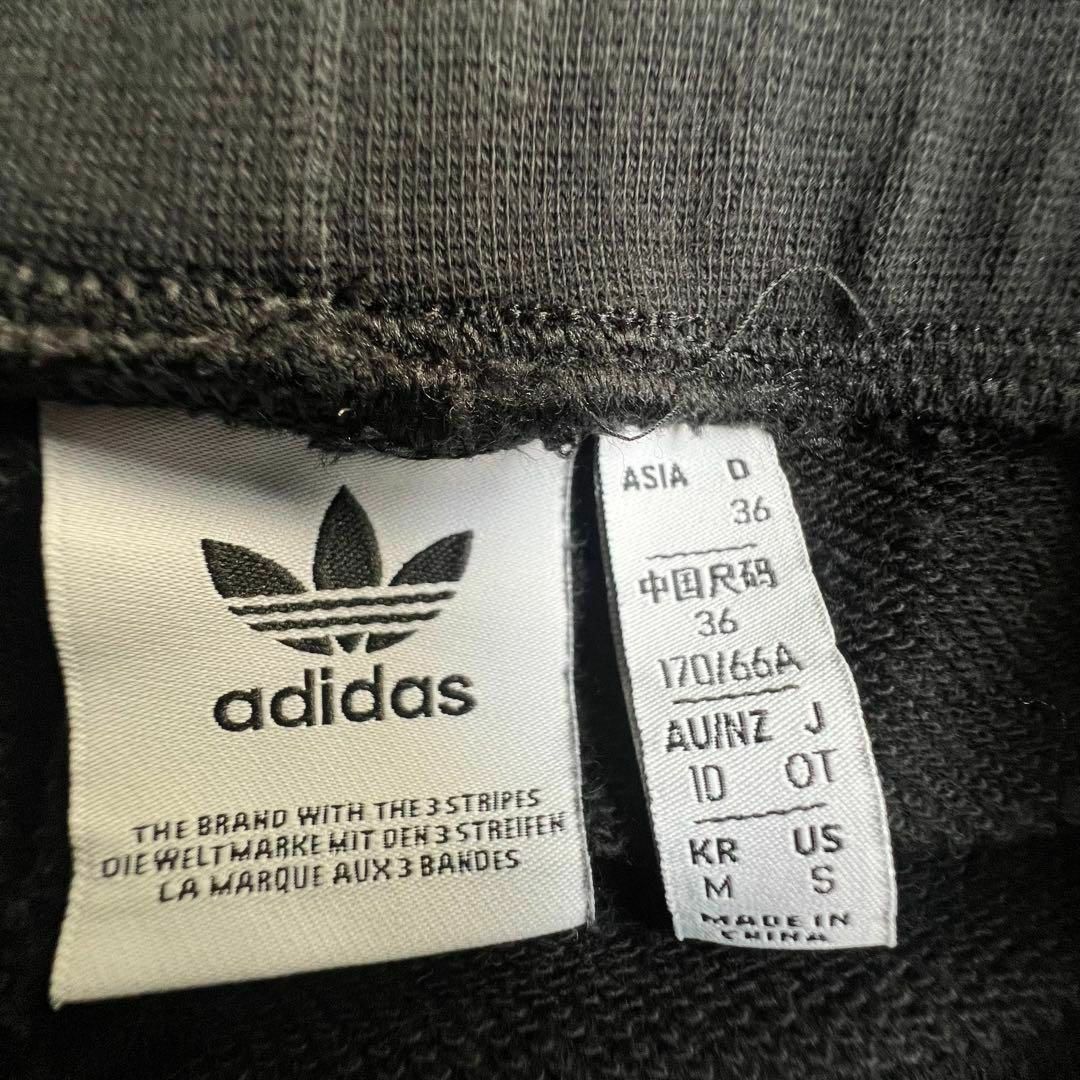 adidas
THE BRAND WITH THE 3 STRIPES
DIE WELTMARKE MIT DEN 3 STREIFEN
LA MARQUE AUX 3 BANDES
ASIA D
36
中国尺码
36
170/66A
AU/NZ J
10 OT
KR US
M S
MADE IN
CHINA